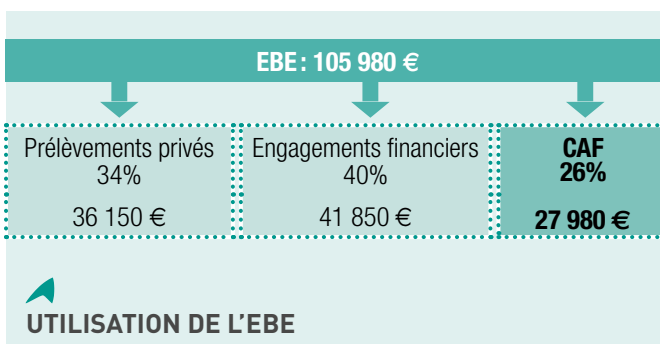 EBE : 105 980 €
Prélèvements privés
34%
36 150 €
Engagements financiers
40%
41 850 €
CAF
26%
27 980 €
UTILISATION DE L’EBE